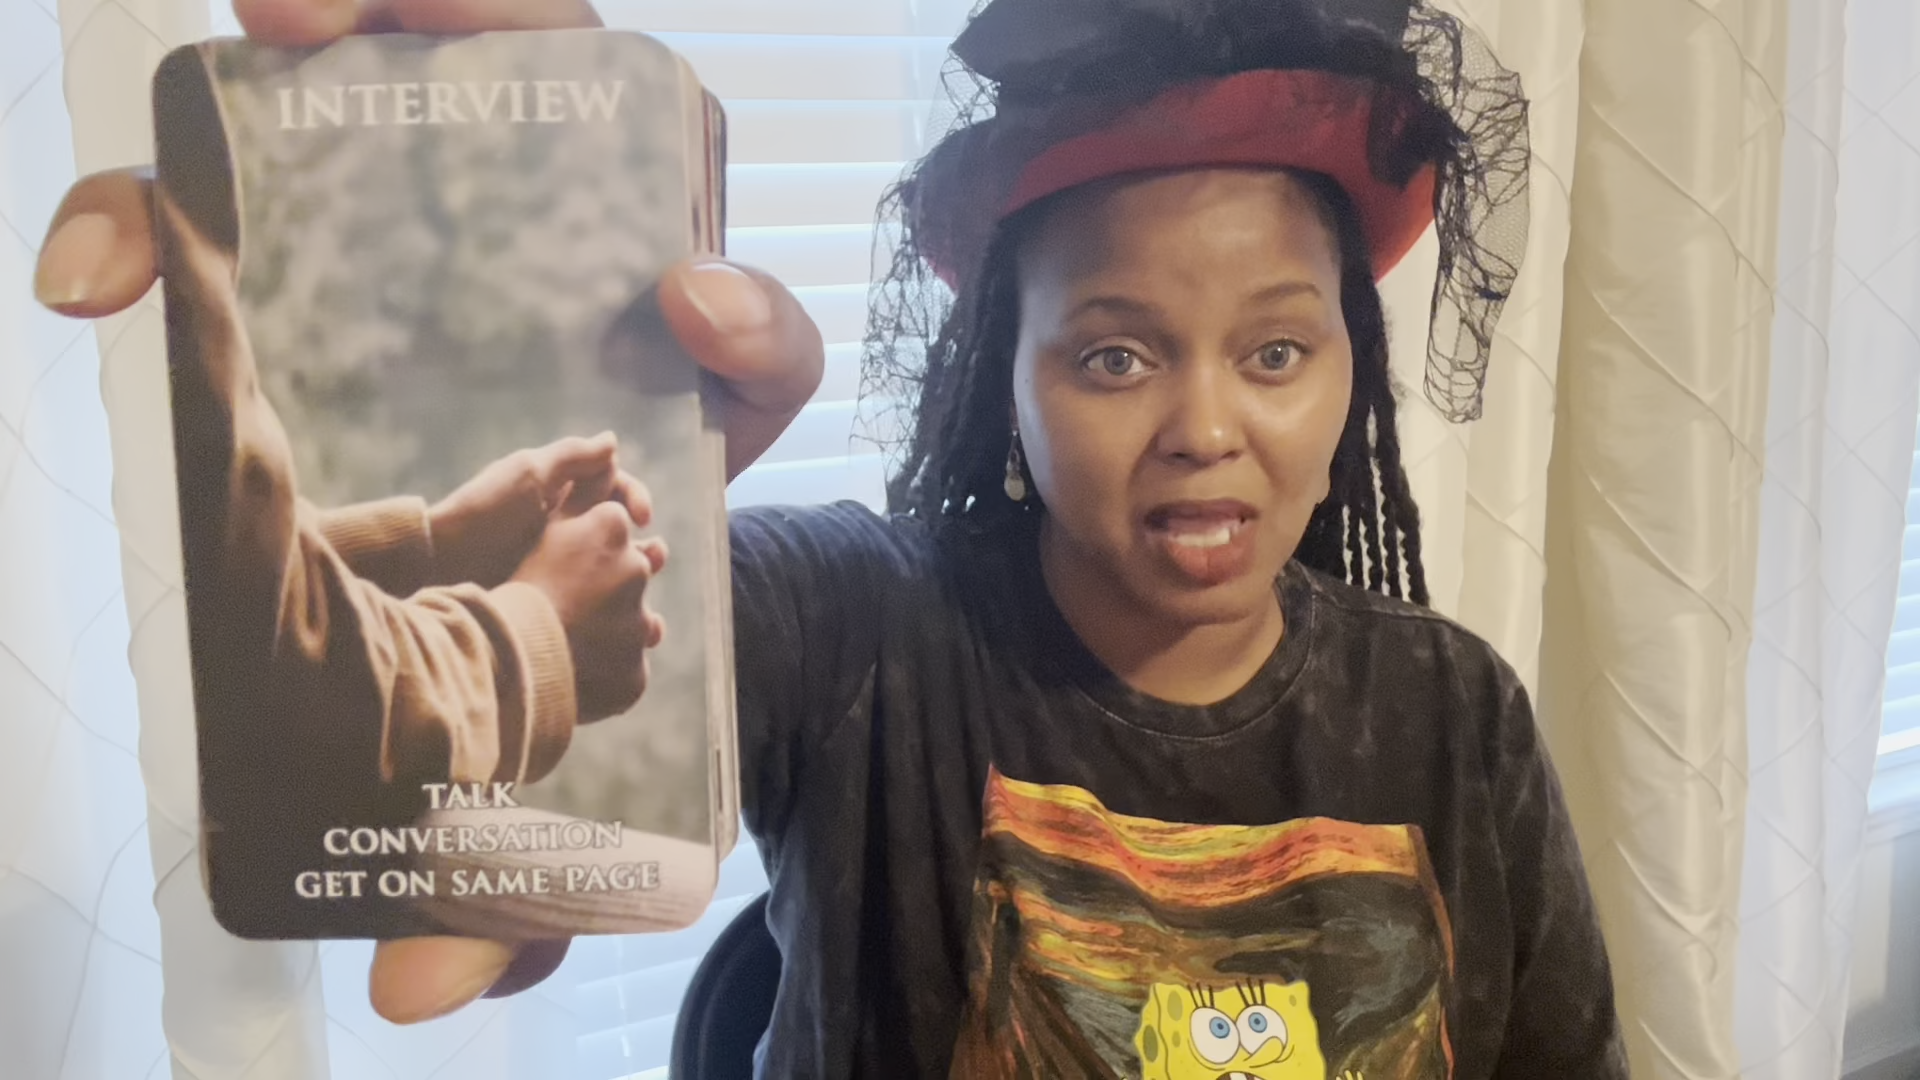 INTERVIEW
TALK
CONVERSATION
GET ON SAME PAGE